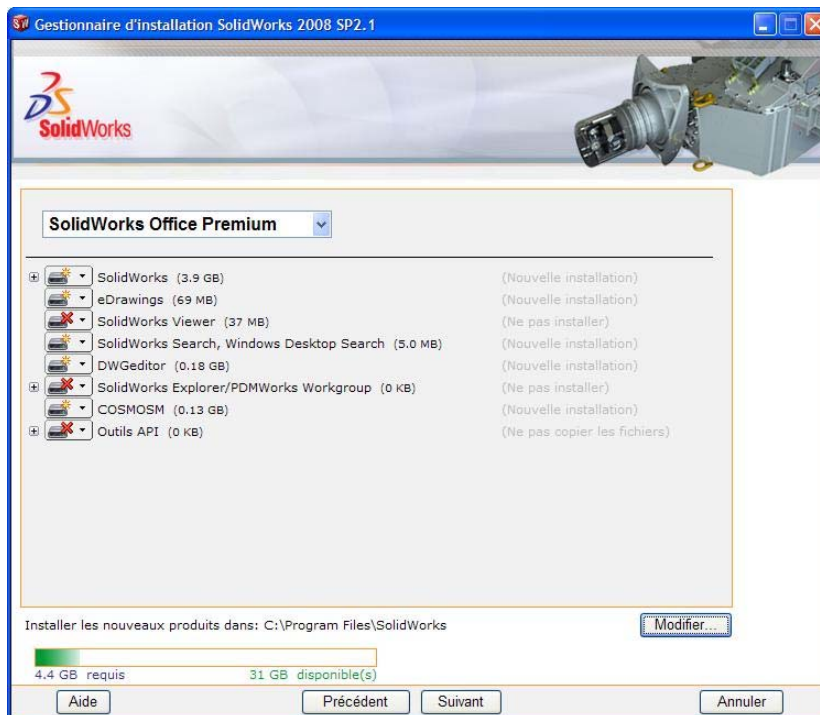 Gestionnaire d'installation SolidWorks 2008 SP2.1
SolidWorks
SolidWorks Office Premium
SolidWorks (3.9 GB) (Nouvelle installation)
eDrawings (69 MB) (Nouvelle installation)
SolidWorks Viewer (37 MB) (Ne pas installer)
SolidWorks Search, Windows Desktop Search (5.0 MB) (Nouvelle installation)
DWGeditor (0.18 GB) (Nouvelle installation)
SolidWorks Explorer/PDMWorks Workgroup (0 KB) (Ne pas installer)
COSMOSM (0.13 GB) (Nouvelle installation)
Outils API (0 KB) (Ne pas copier les fichiers)
Installer les nouveaux produits dans: C:\Program Files\SolidWorks Modifier...
4.4 GB requis 31 GB disponible(s)
Aide Précédent Suivant Annuler